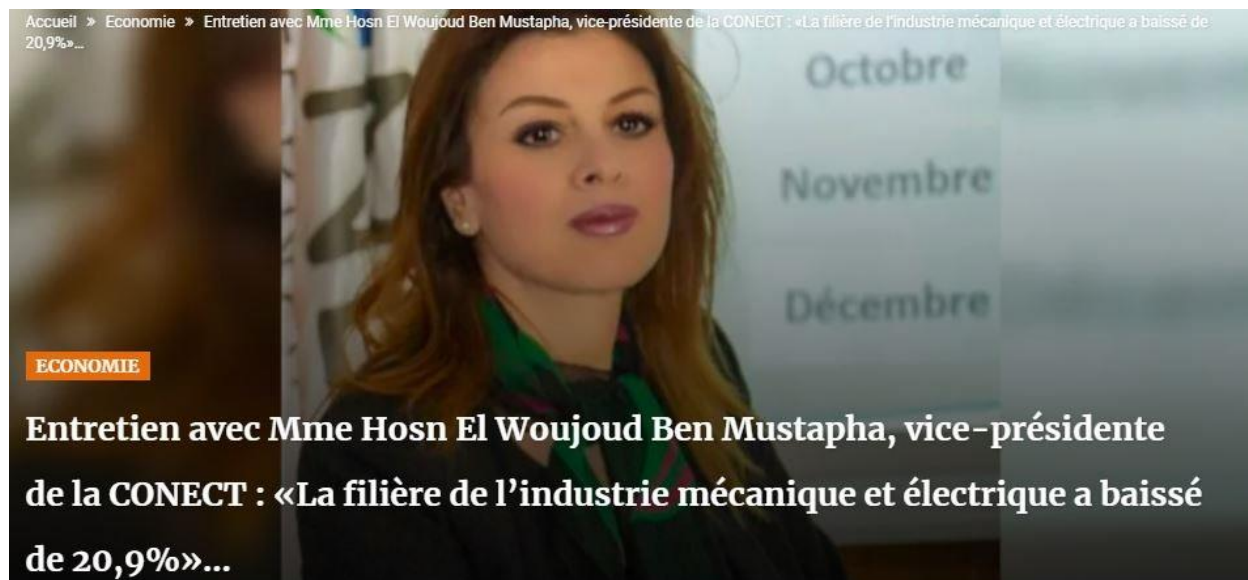 Accueil » Economie » Entretien avec Mme Hosn El Woujoud Ben Mustapha, vice-présidente de la CONECT : «La filière de l'industrie mécanique et électrique a baissé de
20,9%»...
Octobre
Novembre
Décembre
ECONOMIE
Entretien avec Mme Hosn El Woujoud Ben Mustapha, vice-présidente
de la CONECT : «La filière de l’industrie mécanique et électrique a baissé
de 20,9%»...